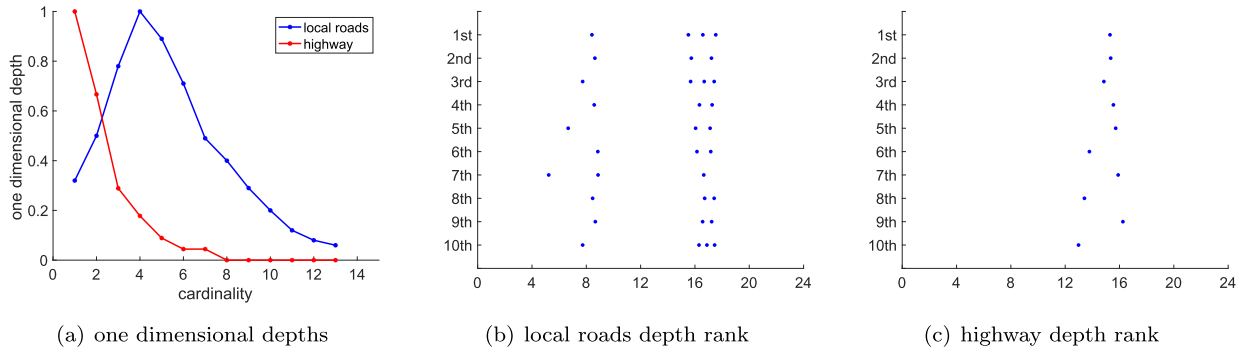 1
0.8
0.6
0.4
0.2
0
one dimensional depth
0 2 4 6 8 10 12 14
cardinality
local roads
highway
(a) one dimensional depths
1st
2nd
3rd
4th
5th
6th
7th
8th
9th
10th
0 4 8 12 16 20 24
(b) local roads depth rank
1st
2nd
3rd
4th
5th
6th
7th
8th
9th
10th
0 4 8 12 16 20 24
(c) highway depth rank